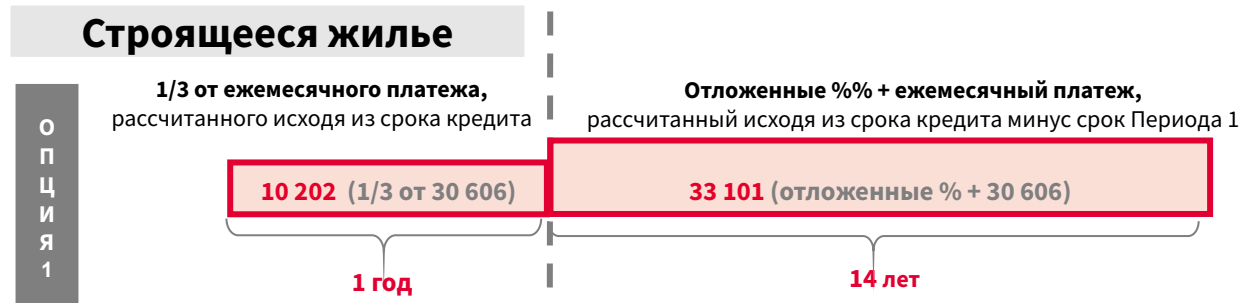 Строящееся жилье
О
П
Ц
И
Я
1
1/3 от ежемесячного платежа,
рассчитанного исходя из срока кредита
Отложенные %% + ежемесячный платеж,
рассчитанный исходя из срока кредита минус срок Периода 1
10 202 (1/3 от 30 606)
33 101 (отложенные % + 30 606)
1 год
14 лет